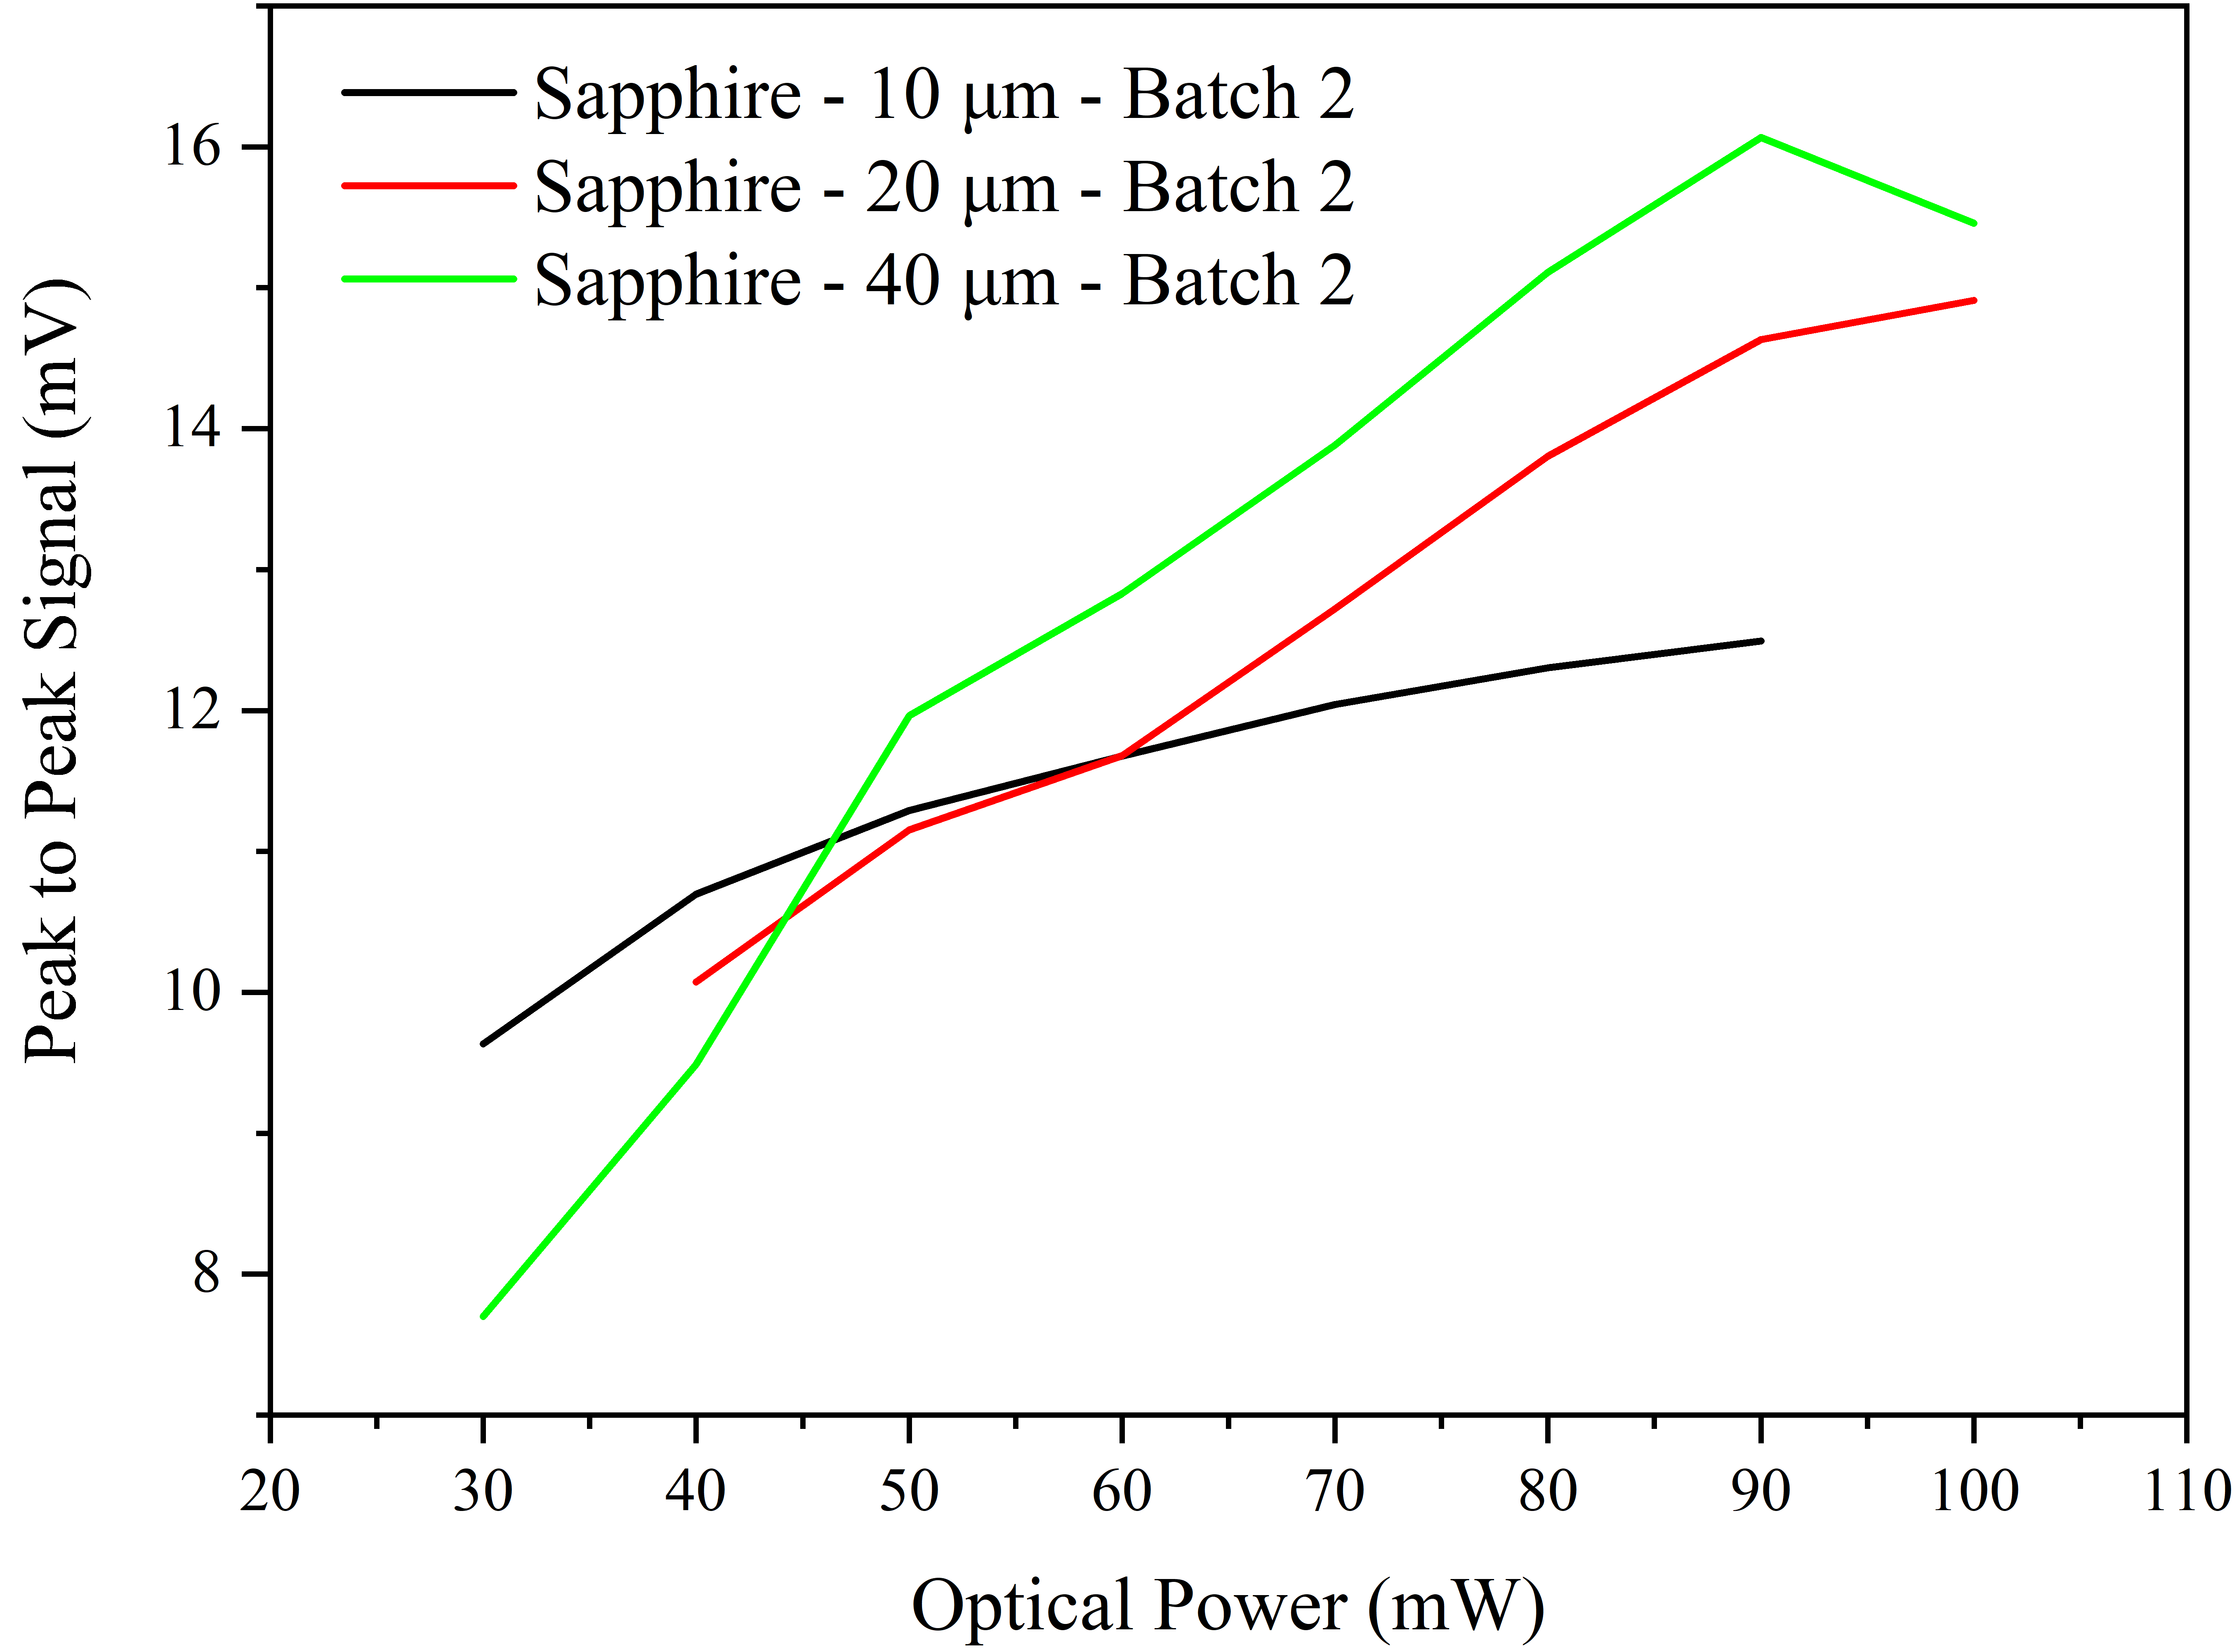 Sapphire - 10 μm - Batch 2
Sapphire - 20 μm - Batch 2
Sapphire - 40 μm - Batch 2
Peak to Peak Signal (mV)
16
14
12
10
8
20 30 40 50 60 70 80 90 100 110
Optical Power (mW)